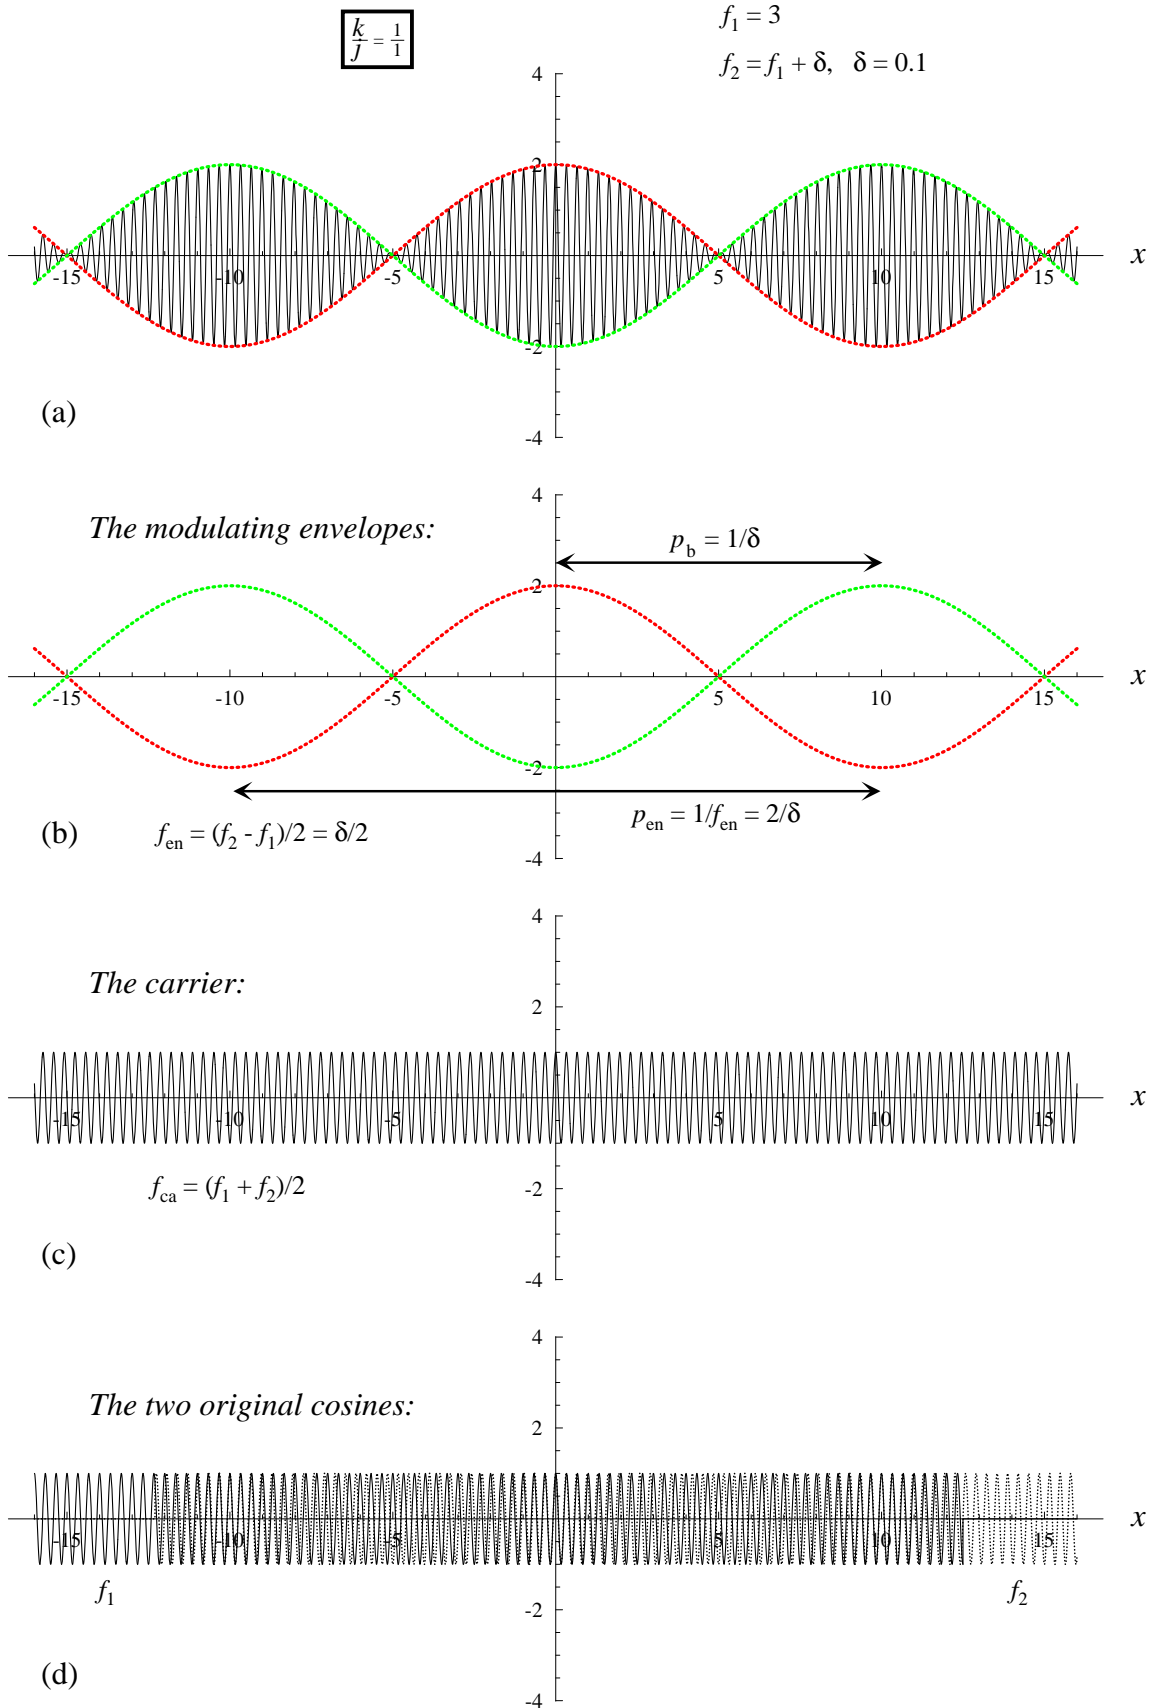 k/j = 1/1
f1 = 3
f2 = f1 + δ, δ = 0.1
4
2
-15 -10 -5 5 10 15 x
-2
-4
(a)
4
The modulating envelopes:
pb = 1/δ
2
-15 -10 -5 5 10 15 x
-2
pen = 1/fen = 2/δ
(b) fen = (f2 - f1)/2 = δ/2
-4
4
The carrier:
2
-15 -10 -5 5 10 15 x
fca = (f1 + f2)/2
-2
(c)
-4
4
The two original cosines:
2
-15 -10 -5 5 10 15 x
f1 f2
-2
(d)
-4